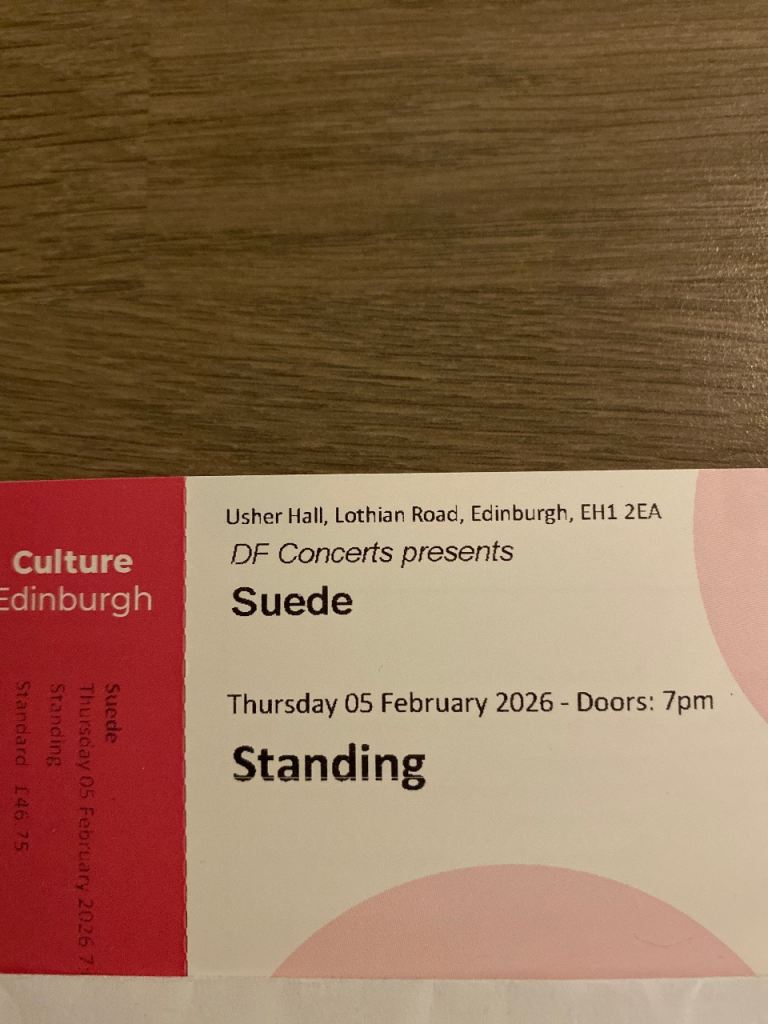 Usher Hall, Lothian Road, Edinburgh, EH1 2EA
DF Concerts presents
Suede
Thursday 05 February 2026 - Doors: 7pm
Standing
Culture
Edinburgh
Suede
Thursday 05 February 2026 7
Standing
Standard £46.75